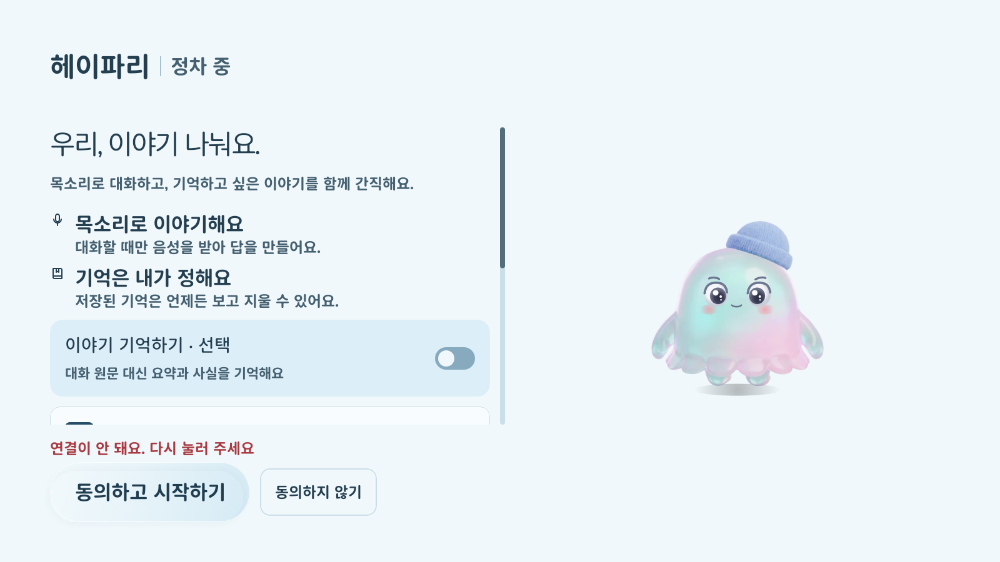 헤이파리
정차 중
우리, 이야기 나눠요.
목소리로 대화하고, 기억하고 싶은 이야기를 함께 간직해요.
목소리로 이야기해요
대화할 때만 음성을 받아 답을 만들어요.
기억은 내가 정해요
저장된 기억은 언제든 보고 지울 수 있어요.
이야기 기억하기 · 선택
대화 원문 대신 요약과 사실을 기억해요
연결이 안 돼요. 다시 눌러 주세요
동의하고 시작하기
동의하지 않기